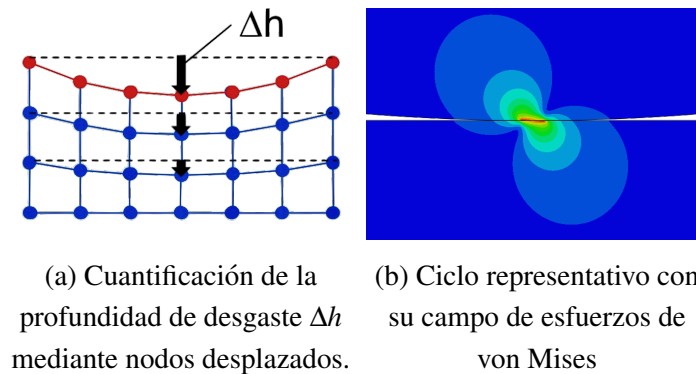 Δh
(a) Cuantificación de la
profundidad de desgaste Δh
mediante nodos desplazados.
(b) Ciclo representativo con
su campo de esfuerzos de
von Mises